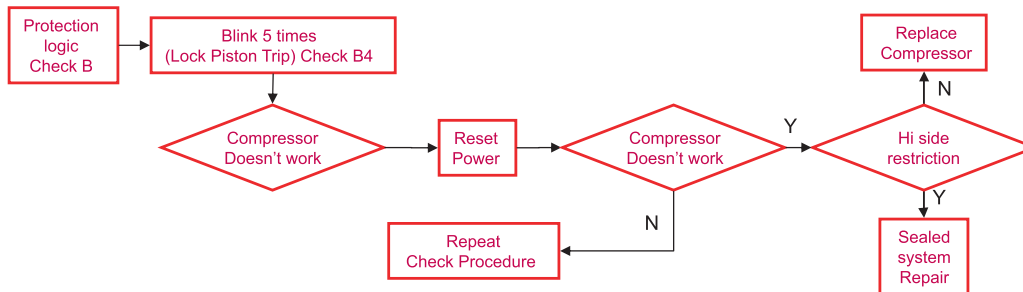 Protection
logic
Check B
Blink 5 times
(Lock Piston Trip) Check B4
Compressor
Doesn't work
Reset
Power
Compressor
Doesn't work
Y
N
Repeat
Check Procedure
Hi side
restriction
N
Replace
Compressor
Y
Sealed
system
Repair